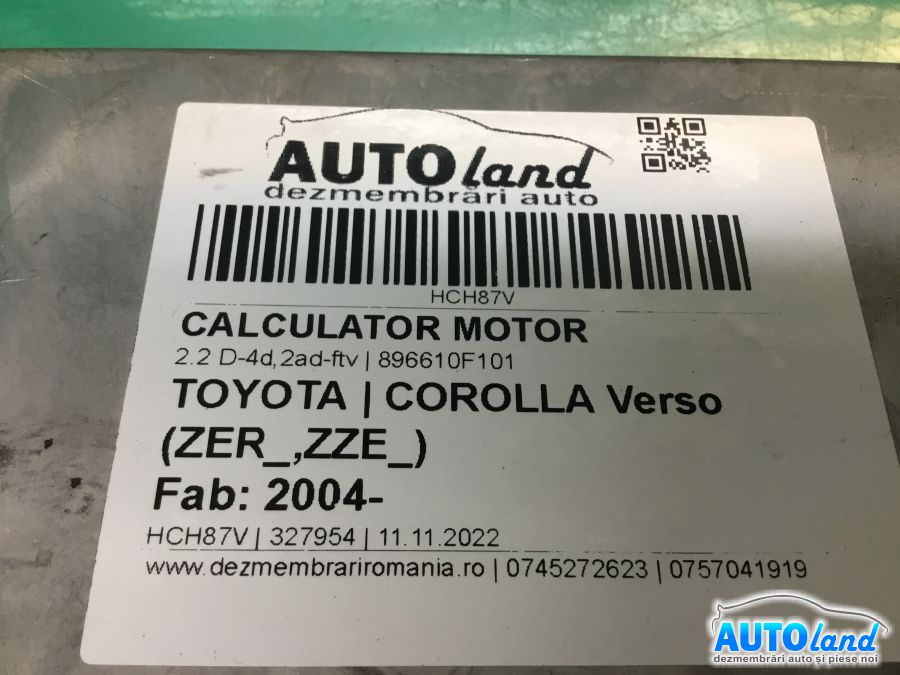 AUTOland
dezmembrări auto
HCH87V
CALCULATOR MOTOR
2.2 D-4d,2ad-ftv | 896610F101
TOYOTA | COROLLA Verso
(ZER_,ZZE_)
Fab: 2004-
HCH87V | 327954 | 11.11.2022
www.dezmembrariromania.ro | 0745272623 | 0757041919
AUTOland
dezmembrări auto și piese noi